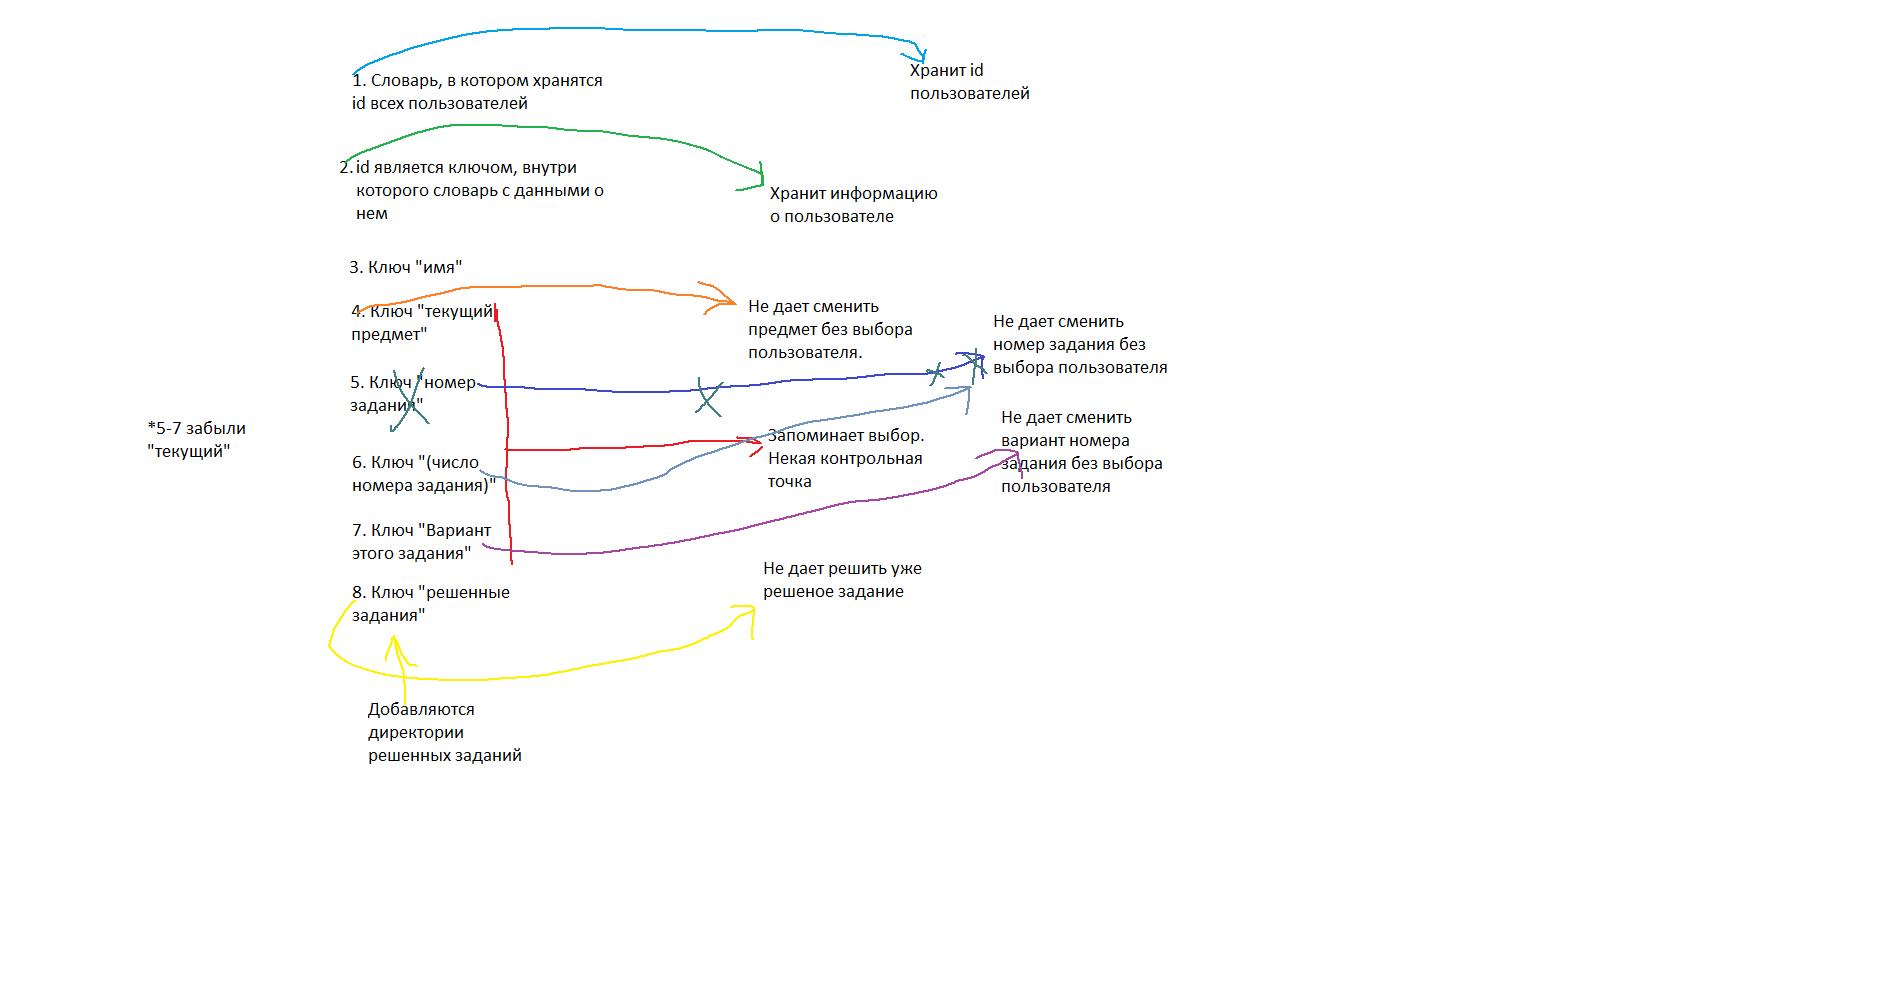 1. Словарь, в котором хранятся
id всех пользователей
Хранит id
пользователей
2. id является ключом, внутри
которого словарь с данными о
нем
Хранит информацию
о пользователе
3. Ключ "имя"
4. Ключ "текущий
предмет"
Не дает сменить
предмет без выбора
пользователя.
Не дает сменить
номер задания без
выбора пользователя
5. Ключ "номер
задания"
*5-7 забыли
"текущий"
Запоминает выбор.
Некая контрольная
точка
Не дает сменить
вариант номера
задания без выбора
пользователя
6. Ключ "(число
номера задания)"
7. Ключ "Вариант
этого задания"
8. Ключ "решенные
задания"
Не дает решить уже
решеное задание
Добавляются
директории
решенных заданий